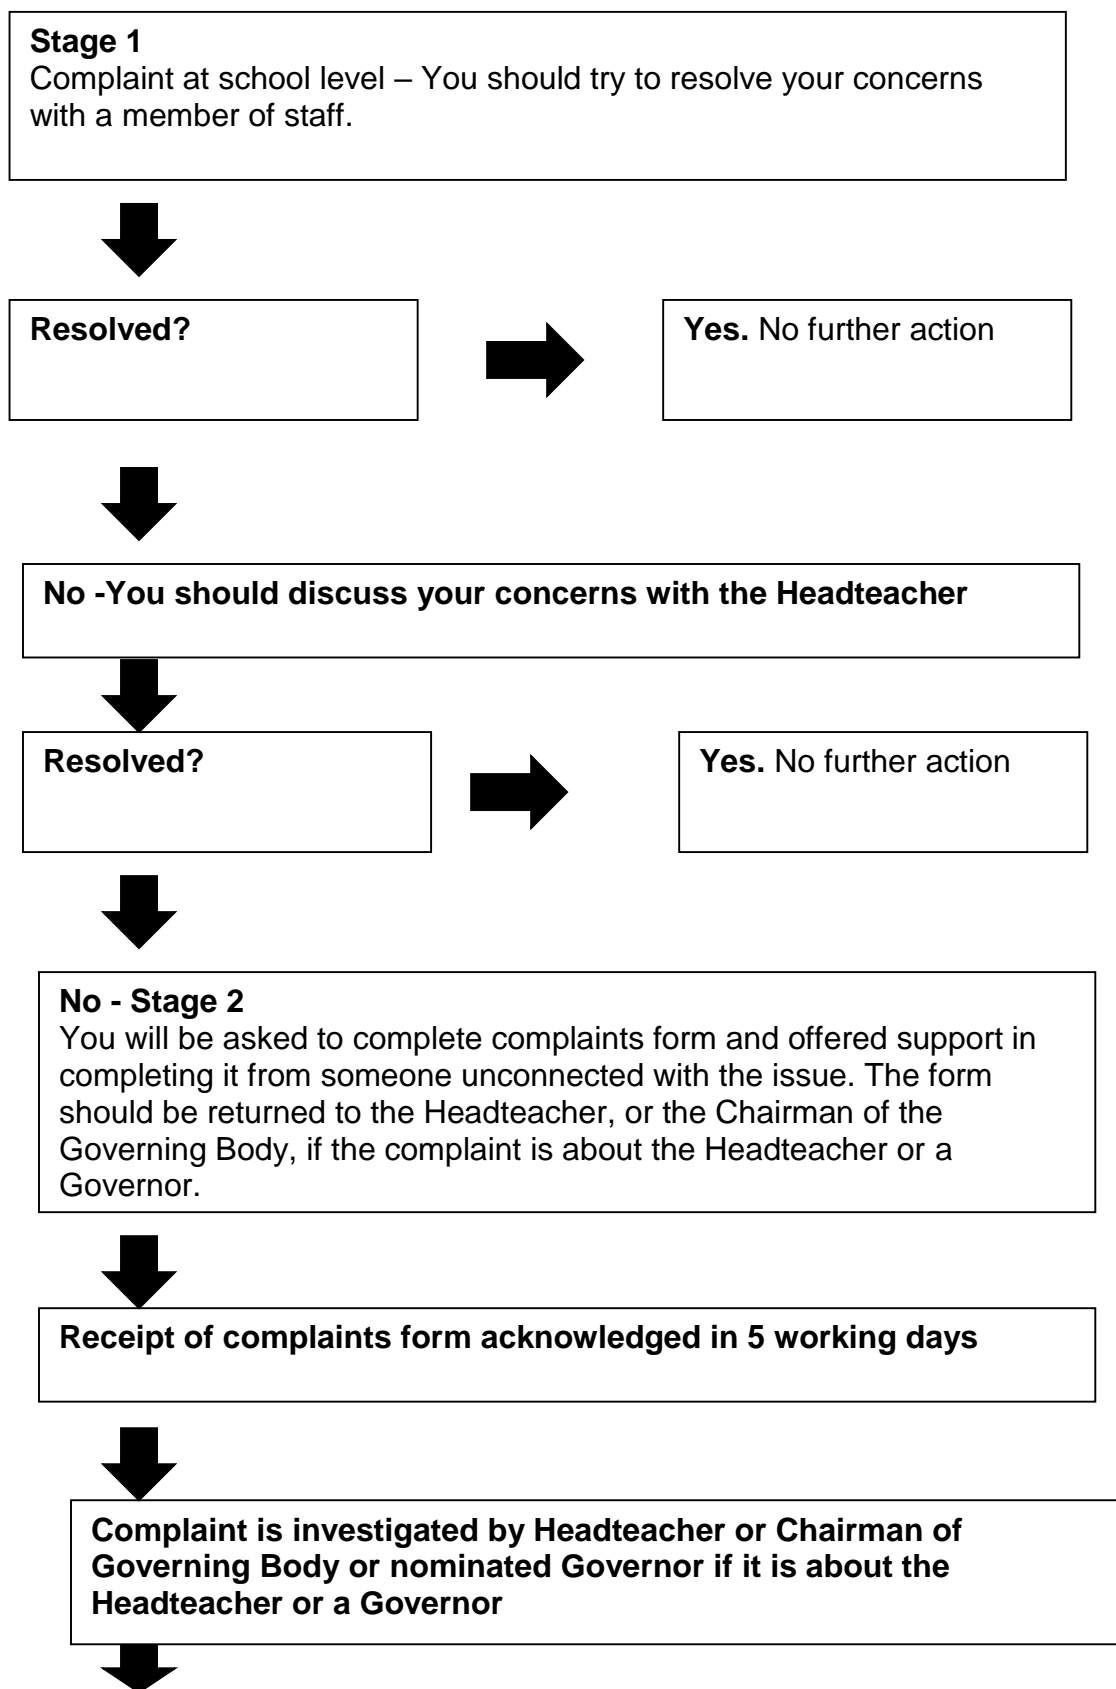 Stage 1
Complaint at school level – You should try to resolve your concerns
with a member of staff.
Resolved?
Yes. No further action
No -You should discuss your concerns with the Headteacher
Resolved?
Yes. No further action
No - Stage 2
You will be asked to complete complaints form and offered support in
completing it from someone unconnected with the issue. The form
should be returned to the Headteacher, or the Chairman of the
Governing Body, if the complaint is about the Headteacher or a
Governor.
Receipt of complaints form acknowledged in 5 working days
Complaint is investigated by Headteacher or Chairman of
Governing Body or nominated Governor if it is about the
Headteacher or a Governor